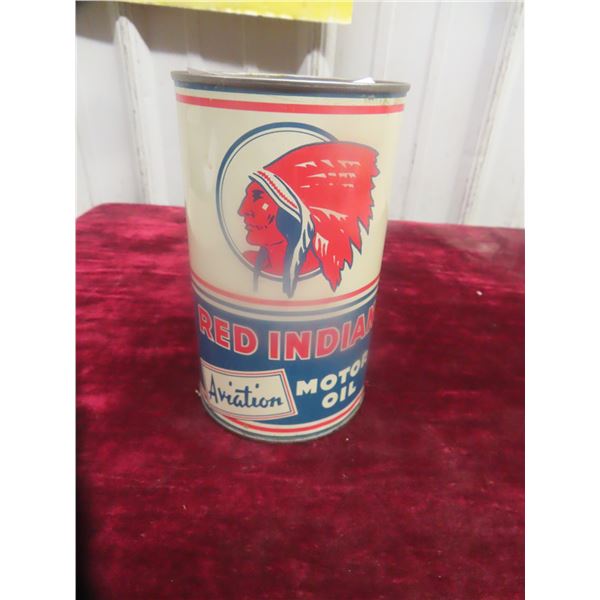 RED INDIAN
Aviation
MOTOR
OIL